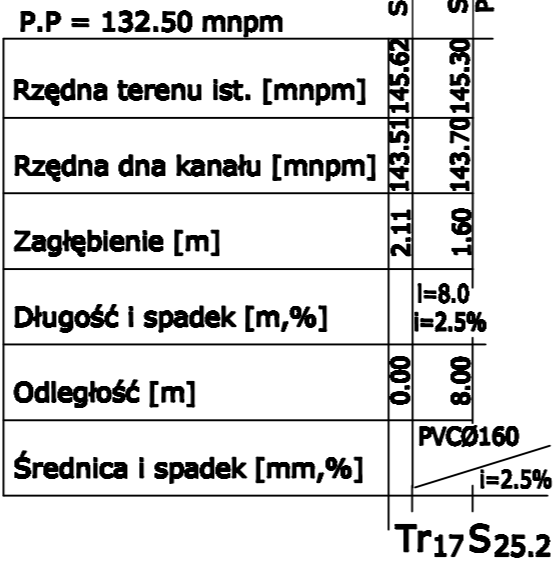 P.P = 132.50 mnpm
S
S
P
Rzędna terenu ist. [mnpm] 145.62 145.30
Rzędna dna kanału [mnpm] 143.51 143.70
Zagłębienie [m] 2.11 1.60
Długość i spadek [m,%] l=8.0
i=2.5%
Odległość [m] 0.00 8.00
Średnica i spadek [mm,%] PVCØ160
i=2.5%
Tr17 S25.2